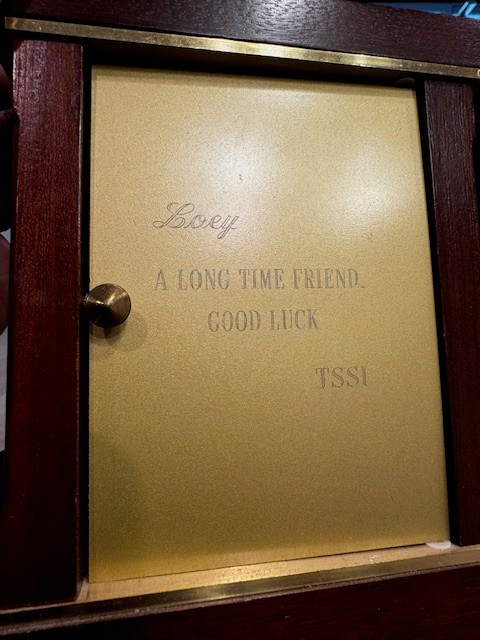 Loey
A LONG TIME FRIEND.
GOOD LUCK
TSSI